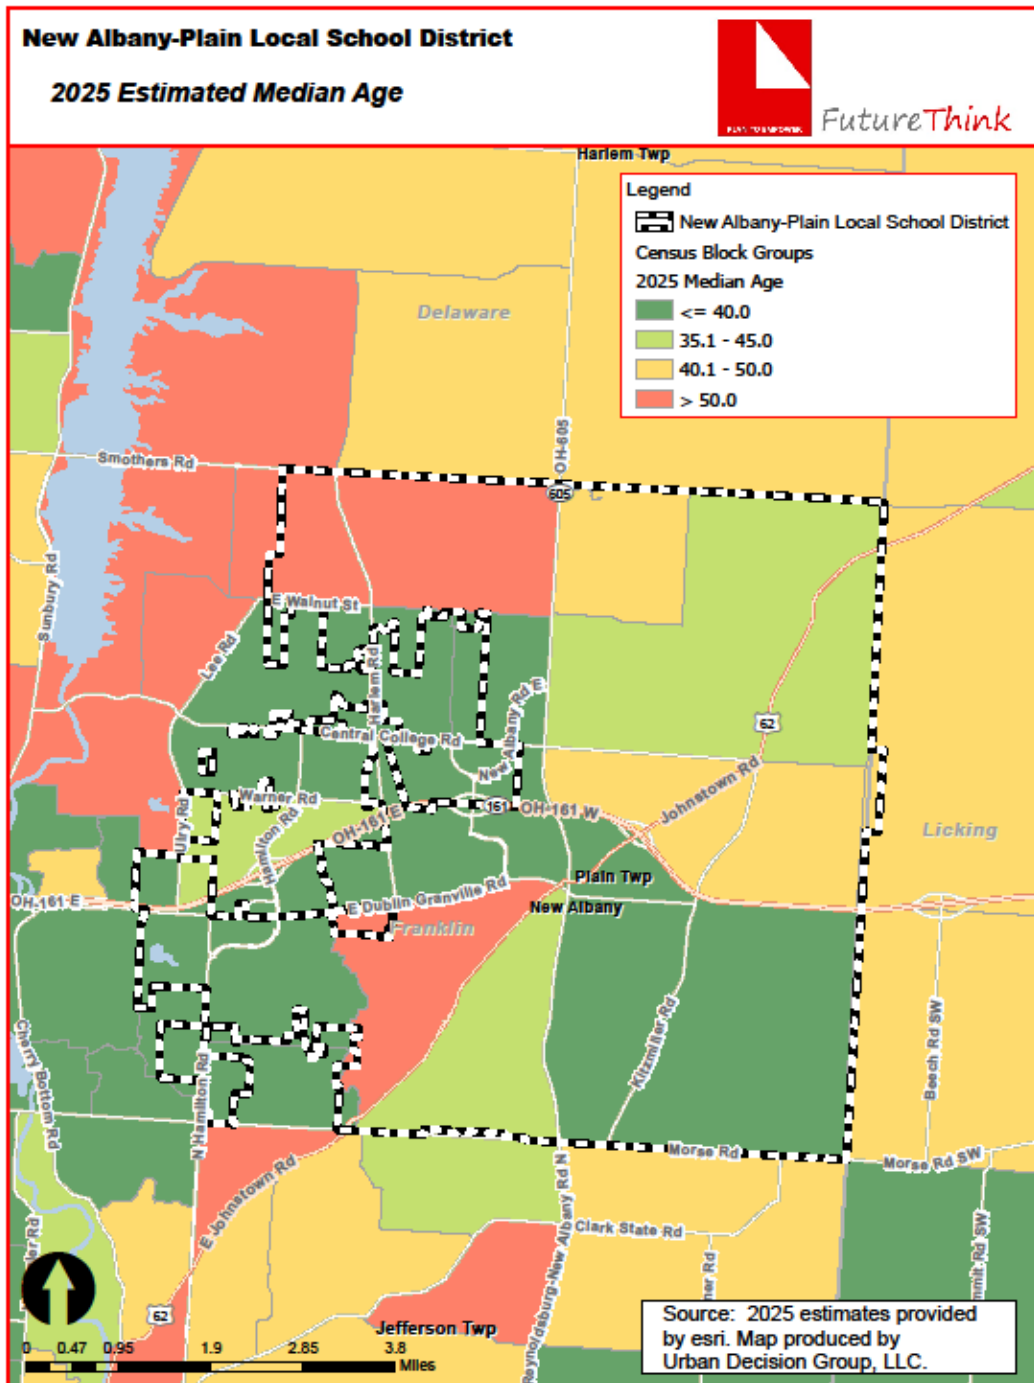 New Albany-Plain Local School District
2025 Estimated Median Age
PLAN TO EMPOWER
FutureThink
Harlem Twp
Legend
New Albany-Plain Local School District
Census Block Groups
2025 Median Age
<= 40.0
35.1 - 45.0
40.1 - 50.0
> 50.0
Delaware
OH-605
Smothers Rd
605
Sunbury Rd
E Walnut St
Lee Rd
Harlem Rd
New Albany Rd E
62
Central College Rd
Johnstown Rd
Warner Rd
161
OH-161 W
Ulry Rd
Hamilton Rd
OH-161 E
Licking
Plain Twp
OH-161 E
E Dublin Granville Rd
New Albany
Franklin
Kitzmiller Rd
Beech Rd SW
Cherry Bottom Rd
N Hamilton Rd
Morse Rd
Morse Rd SW
E Johnstown Rd
Clark State Rd
Reynoldsburg-New Albany Rd N
62
Jefferson Twp
0 0.47 0.95 1.9 2.85 3.8
Miles
Source: 2025 estimates provided
by esri. Map produced by
Urban Decision Group, LLC.